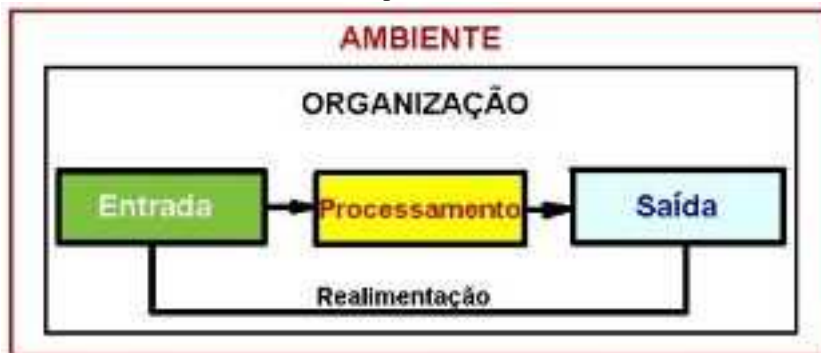 AMBIENTE
ORGANIZAÇÃO
Entrada
Processamento
Saída
Realimentação